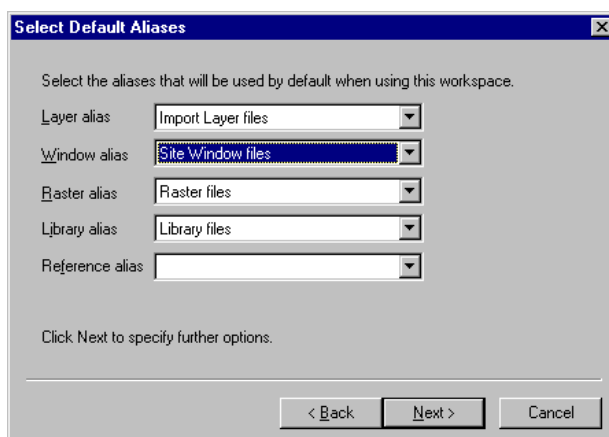 Select Default Aliases
Select the aliases that will be used by default when using this workspace.
Layer alias Import Layer files
Window alias Site Window files
Raster alias Raster files
Library alias Library files
Reference alias
Click Next to specify further options.
< Back Next > Cancel